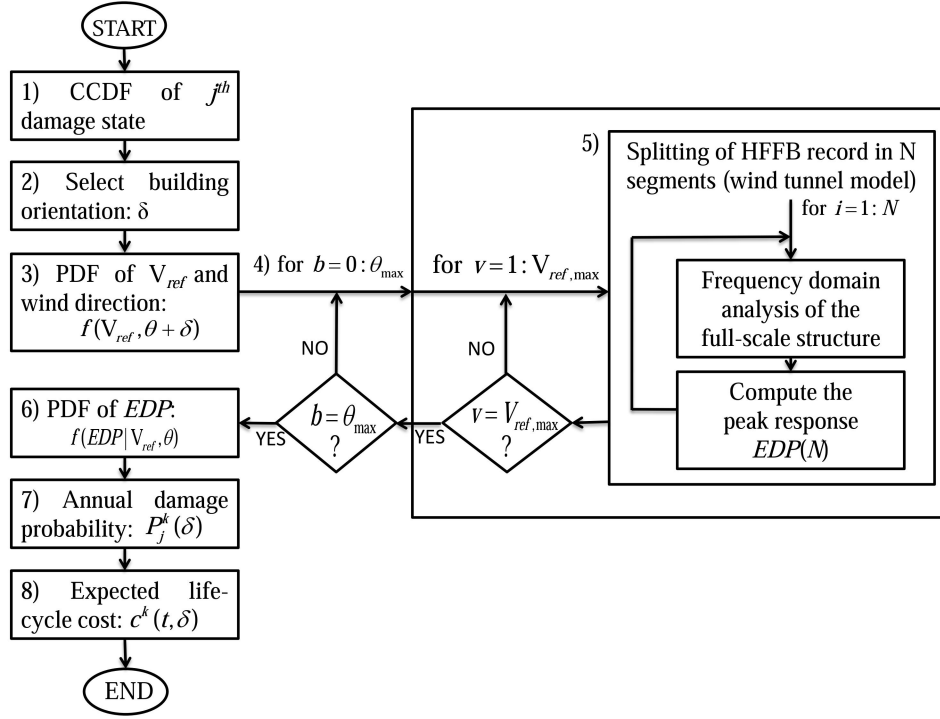 START
1) CCDF of jth
damage state
2) Select building
orientation: δ
3) PDF of Vref and
wind direction:
f(Vref,θ+δ)
4) for b=0:θmax
for v=1:Vref,max
5)
Splitting of HFFB record in N
segments (wind tunnel model)
for i=1:N
Frequency domain
analysis of the
full-scale structure
Compute the
peak response
EDP(N)
NO
NO
v=Vref,max
?
YES
b=θmax
?
YES
6) PDF of EDP:
f(EDP|Vref,θ)
7) Annual damage
probability: Pjk(δ)
8) Expected life-
cycle cost: ck(t,δ)
END